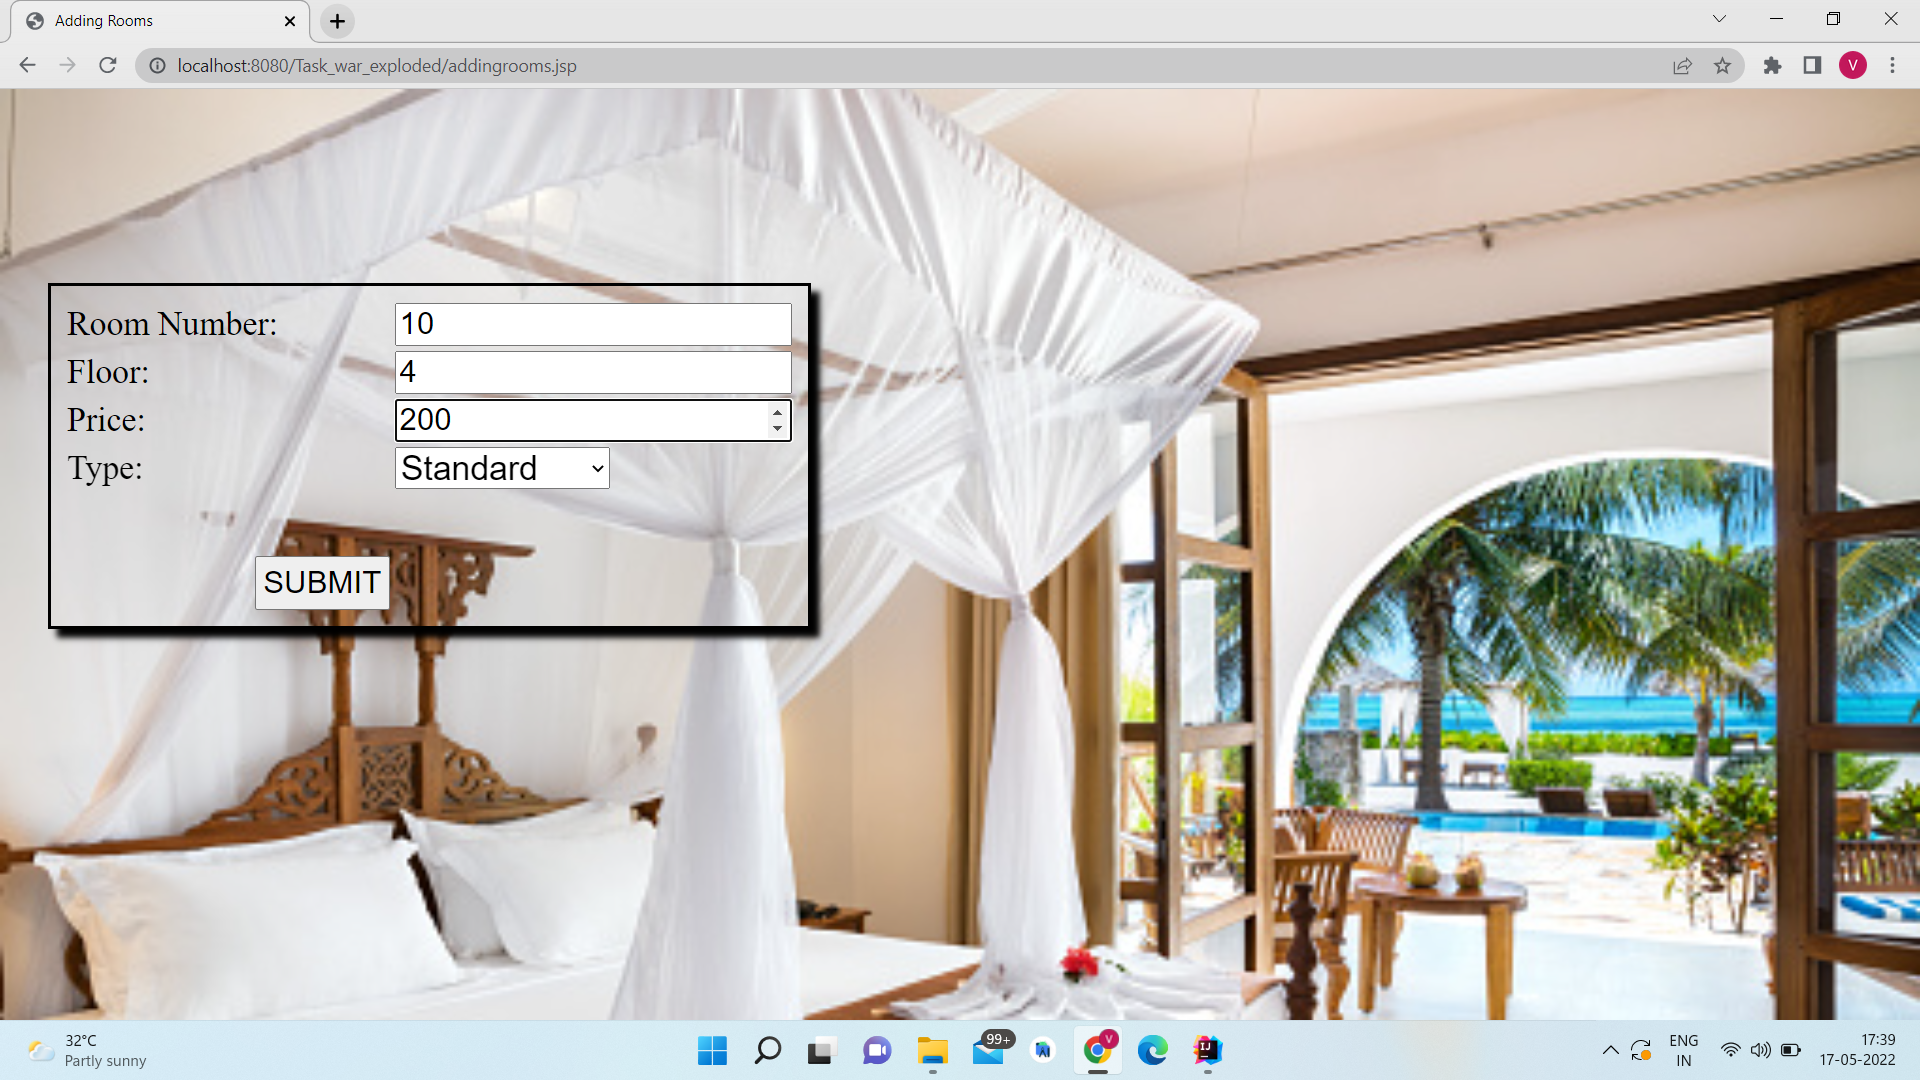 Adding Rooms
localhost:8080/Task_war_exploded/addingrooms.jsp
V
Room Number: 10
Floor: 4
Price: 200
Type: Standard
SUBMIT
32°C
Partly sunny
99+
V
IJ
ENG
IN
17:39
17-05-2022